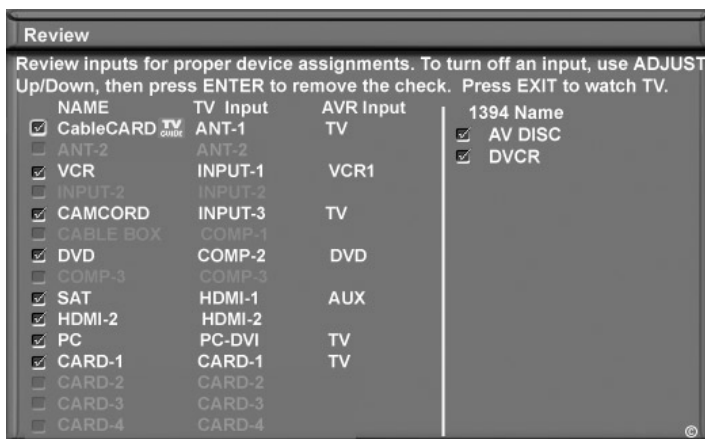 Review
Review inputs for proper device assignments. To turn off an input, use ADJUST
Up/Down, then press ENTER to remove the check. Press EXIT to watch TV.
NAME TV Input AVR Input
CableCARD TV GUIDE ANT-1 TV
ANT-2 ANT-2
VCR INPUT-1 VCR1
INPUT-2 INPUT-2
CAMCORD INPUT-3 TV
CABLE BOX COMP-1
DVD COMP-2 DVD
COMP-3 COMP-3
SAT HDMI-1 AUX
HDMI-2 HDMI-2
PC PC-DVI TV
CARD-1 CARD-1 TV
CARD-2 CARD-2
CARD-3 CARD-3
CARD-4 CARD-4
1394 Name
AV DISC
DVCR
©